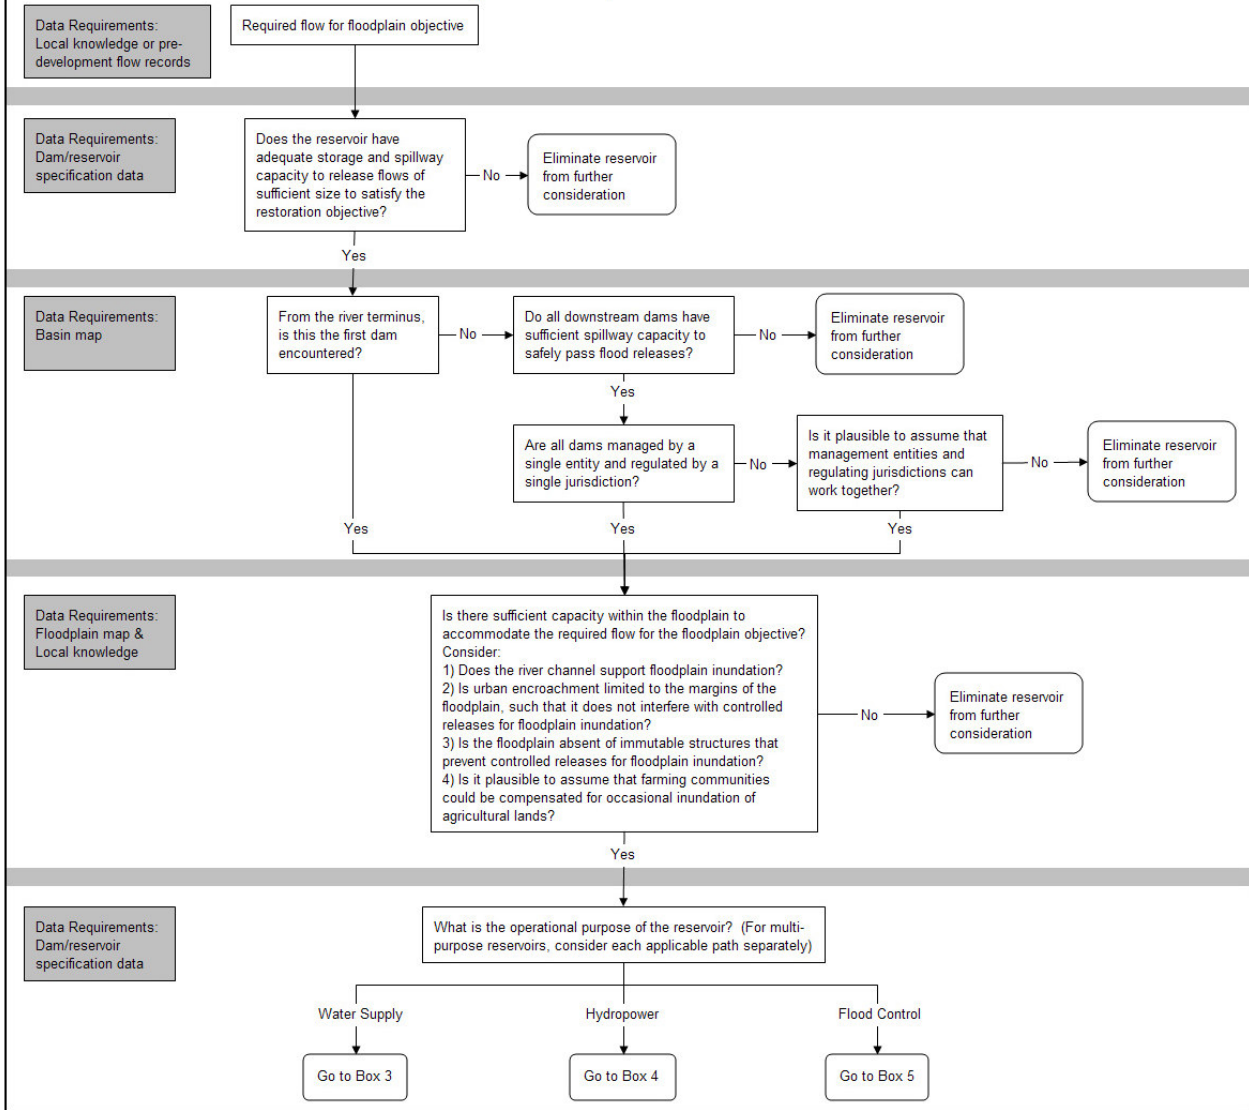 Data Requirements:
Local knowledge or pre-
development flow records
Required flow for floodplain objective
Data Requirements:
Dam/reservoir
specification data
Does the reservoir have
adequate storage and spillway
capacity to release flows of
sufficient size to satisfy the
restoration objective?
No
Eliminate reservoir
from further
consideration
Yes
Data Requirements:
Basin map
From the river terminus,
is this the first dam
encountered?
No
Do all downstream dams have
sufficient spillway capacity to
safely pass flood releases?
No
Eliminate reservoir
from further
consideration
Yes
Are all dams managed by a
single entity and regulated by a
single jurisdiction?
No
Is it plausible to assume that
management entities and
regulating jurisdictions can
work together?
No
Eliminate reservoir
from further
consideration
Yes
Yes
Yes
Data Requirements:
Floodplain map &
Local knowledge
Is there sufficient capacity within the floodplain to
accommodate the required flow for the floodplain objective?
Consider:
1) Does the river channel support floodplain inundation?
2) Is urban encroachment limited to the margins of the
floodplain, such that it does not interfere with controlled
releases for floodplain inundation?
3) Is the floodplain absent of immutable structures that
prevent controlled releases for floodplain inundation?
4) Is it plausible to assume that farming communities
could be compensated for occasional inundation of
agricultural lands?
No
Eliminate reservoir
from further
consideration
Yes
Data Requirements:
Dam/reservoir
specification data
What is the operational purpose of the reservoir?  (For multi-
purpose reservoirs, consider each applicable path separately)
Water Supply
Hydropower
Flood Control
Go to Box 3
Go to Box 4
Go to Box 5